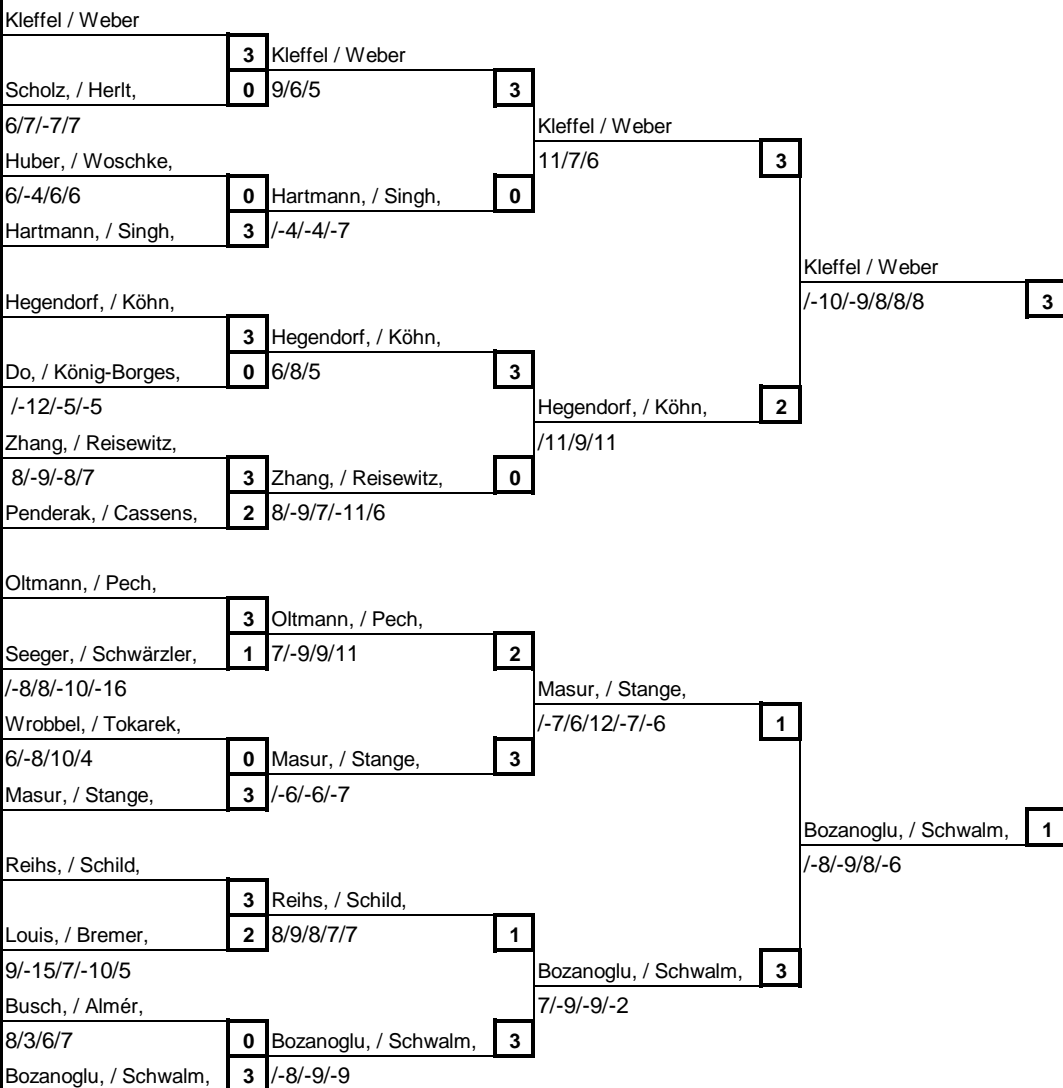 Kleffel / Weber
3 Kleffel / Weber
Scholz, / Herlt, 0 9/6/5 3
6/7/-7/7 Kleffel / Weber
Huber, / Woschke, 11/7/6 3
6/-4/6/6 0 Hartmann, / Singh, 0
Hartmann, / Singh, 3 /-4/-4/-7
Kleffel / Weber
Hegendorf, / Köhn, /-10/-9/8/8/8 3
3 Hegendorf, / Köhn,
Do, / König-Borges, 0 6/8/5 3
/-12/-5/-5 Hegendorf, / Köhn, 2
Zhang, / Reisewitz, /11/9/11
8/-9/-8/7 3 Zhang, / Reisewitz, 0
Penderak, / Cassens, 2 8/-9/7/-11/6
Oltmann, / Pech,
3 Oltmann, / Pech,
Seeger, / Schwärzler, 1 7/-9/9/11 2
/-8/8/-10/-16 Masur, / Stange,
Wrobbel, / Tokarek, /-7/6/12/-7/-6 1
6/-8/10/4 0 Masur, / Stange, 3
Masur, / Stange, 3 /-6/-6/-7
Bozanoglu, / Schwalm, 1
Reihs, / Schild, /-8/-9/8/-6
3 Reihs, / Schild,
Louis, / Bremer, 2 8/9/8/7/7 1
9/-15/7/-10/5 Bozanoglu, / Schwalm, 3
Busch, / Almér, 7/-9/-9/-2
8/3/6/7 0 Bozanoglu, / Schwalm, 3
Bozanoglu, / Schwalm, 3 /-8/-9/-9